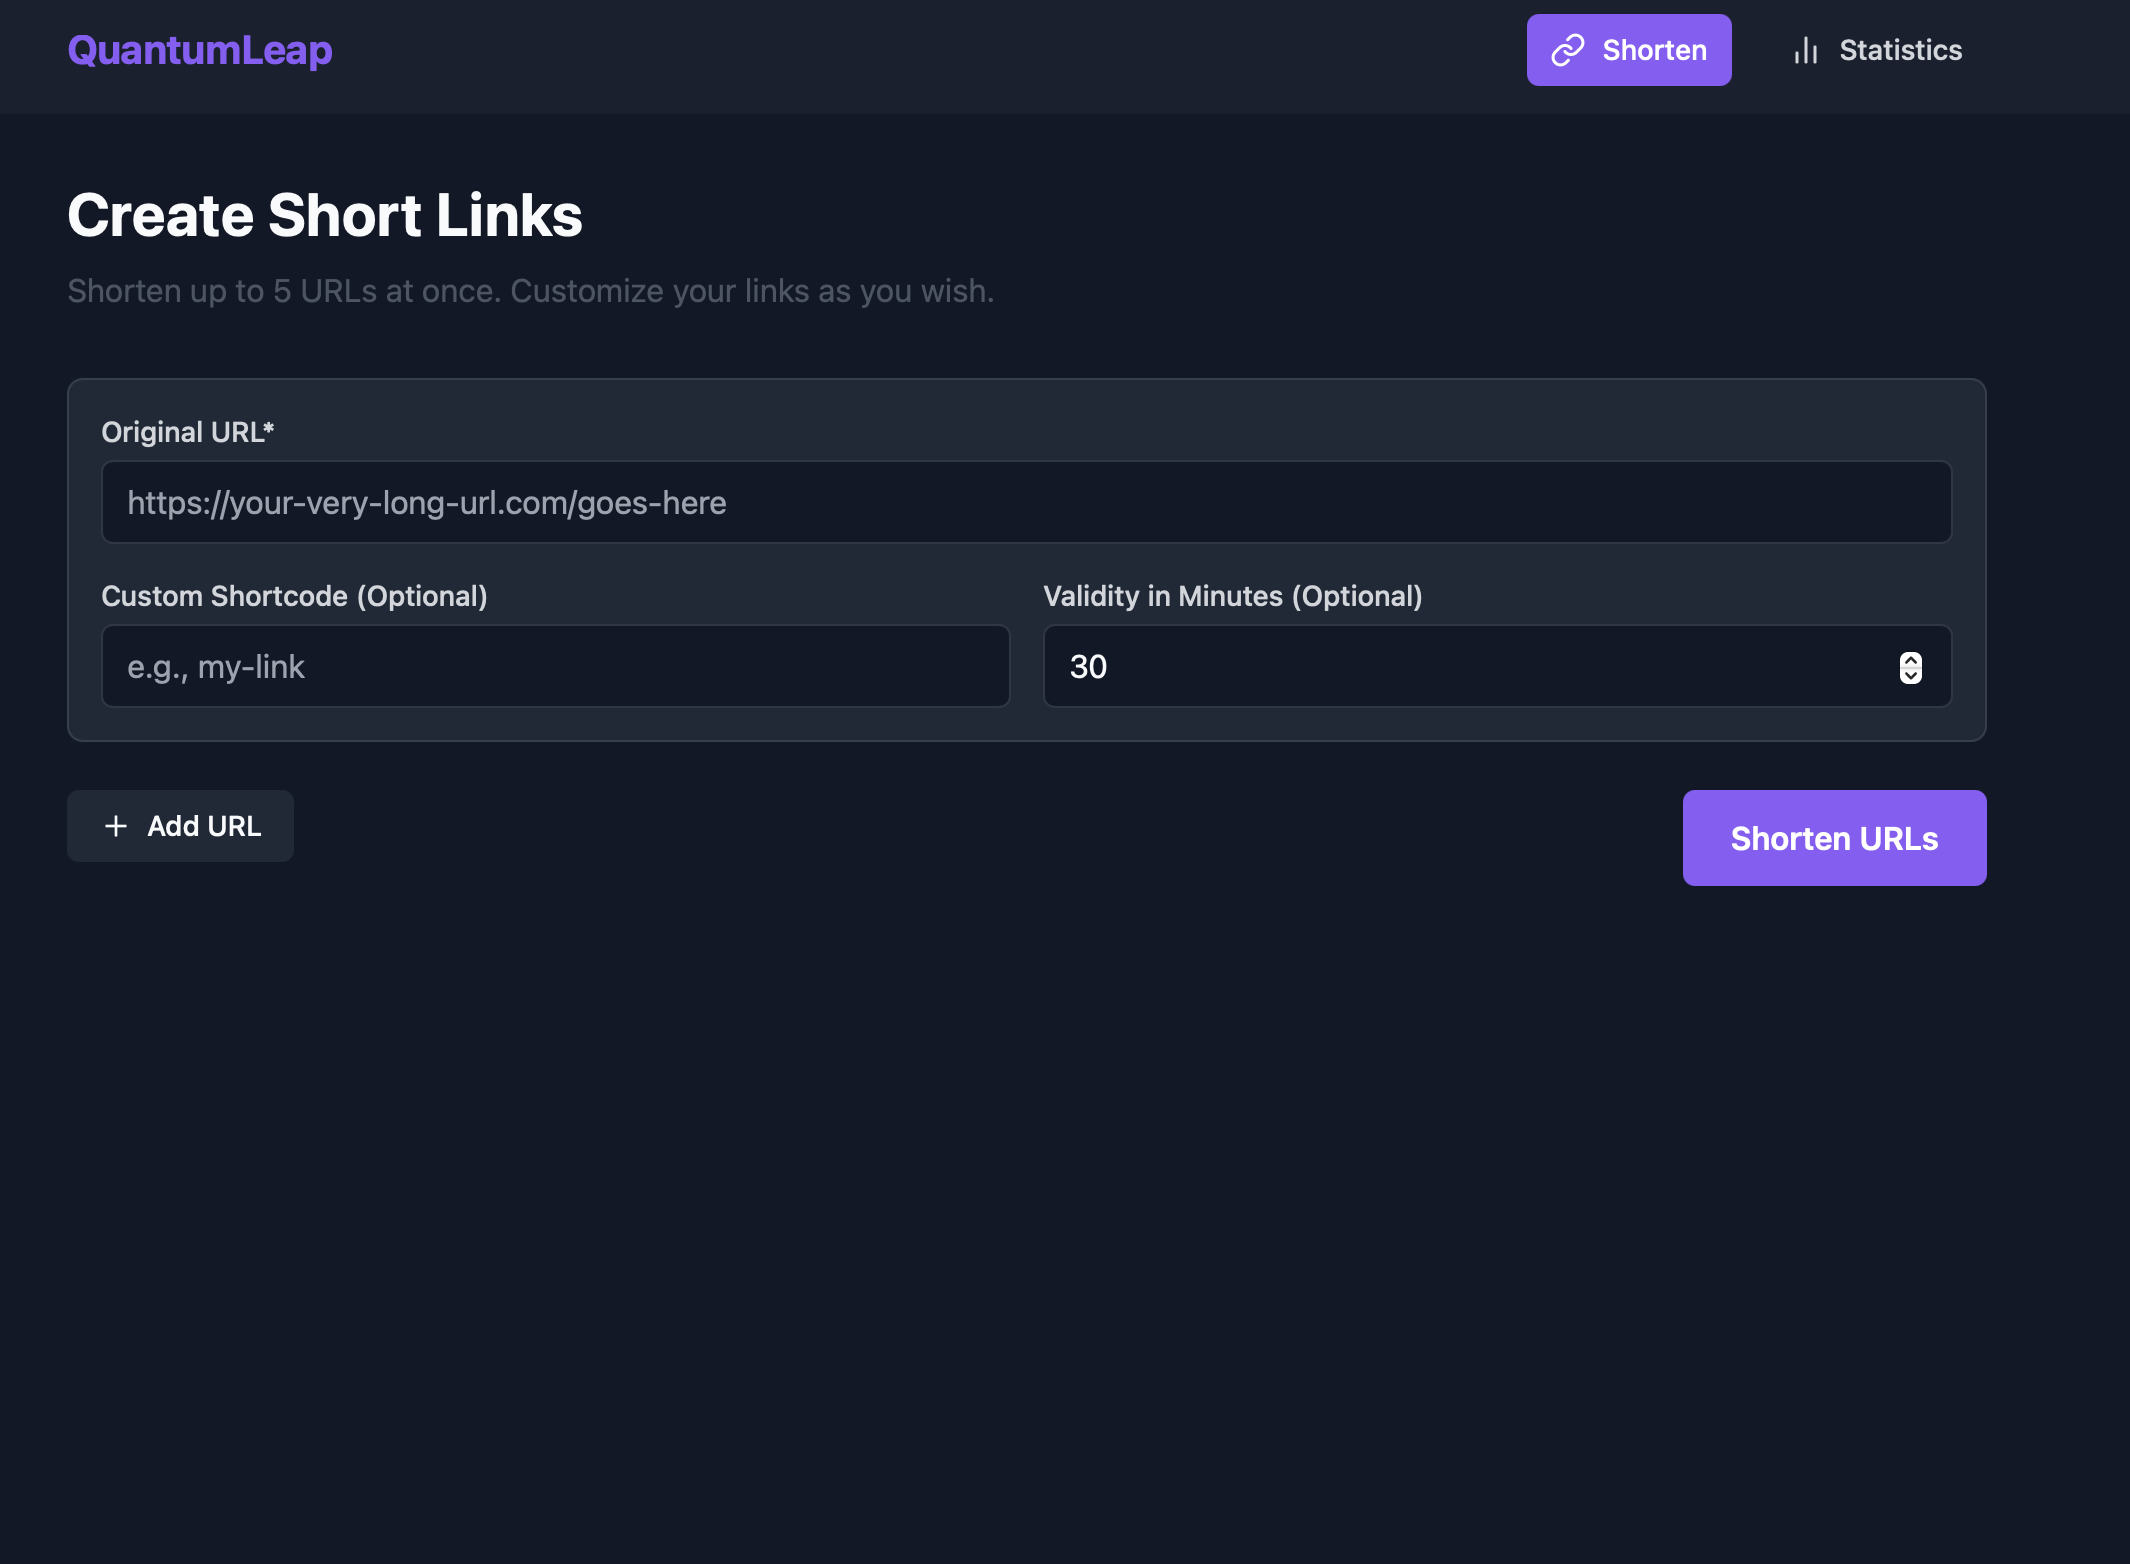 QuantumLeap
Shorten
Statistics
Create Short Links
Shorten up to 5 URLs at once. Customize your links as you wish.
Original URL*
https://your-very-long-url.com/goes-here
Custom Shortcode (Optional)
Validity in Minutes (Optional)
e.g., my-link
30
Add URL
Shorten URLs